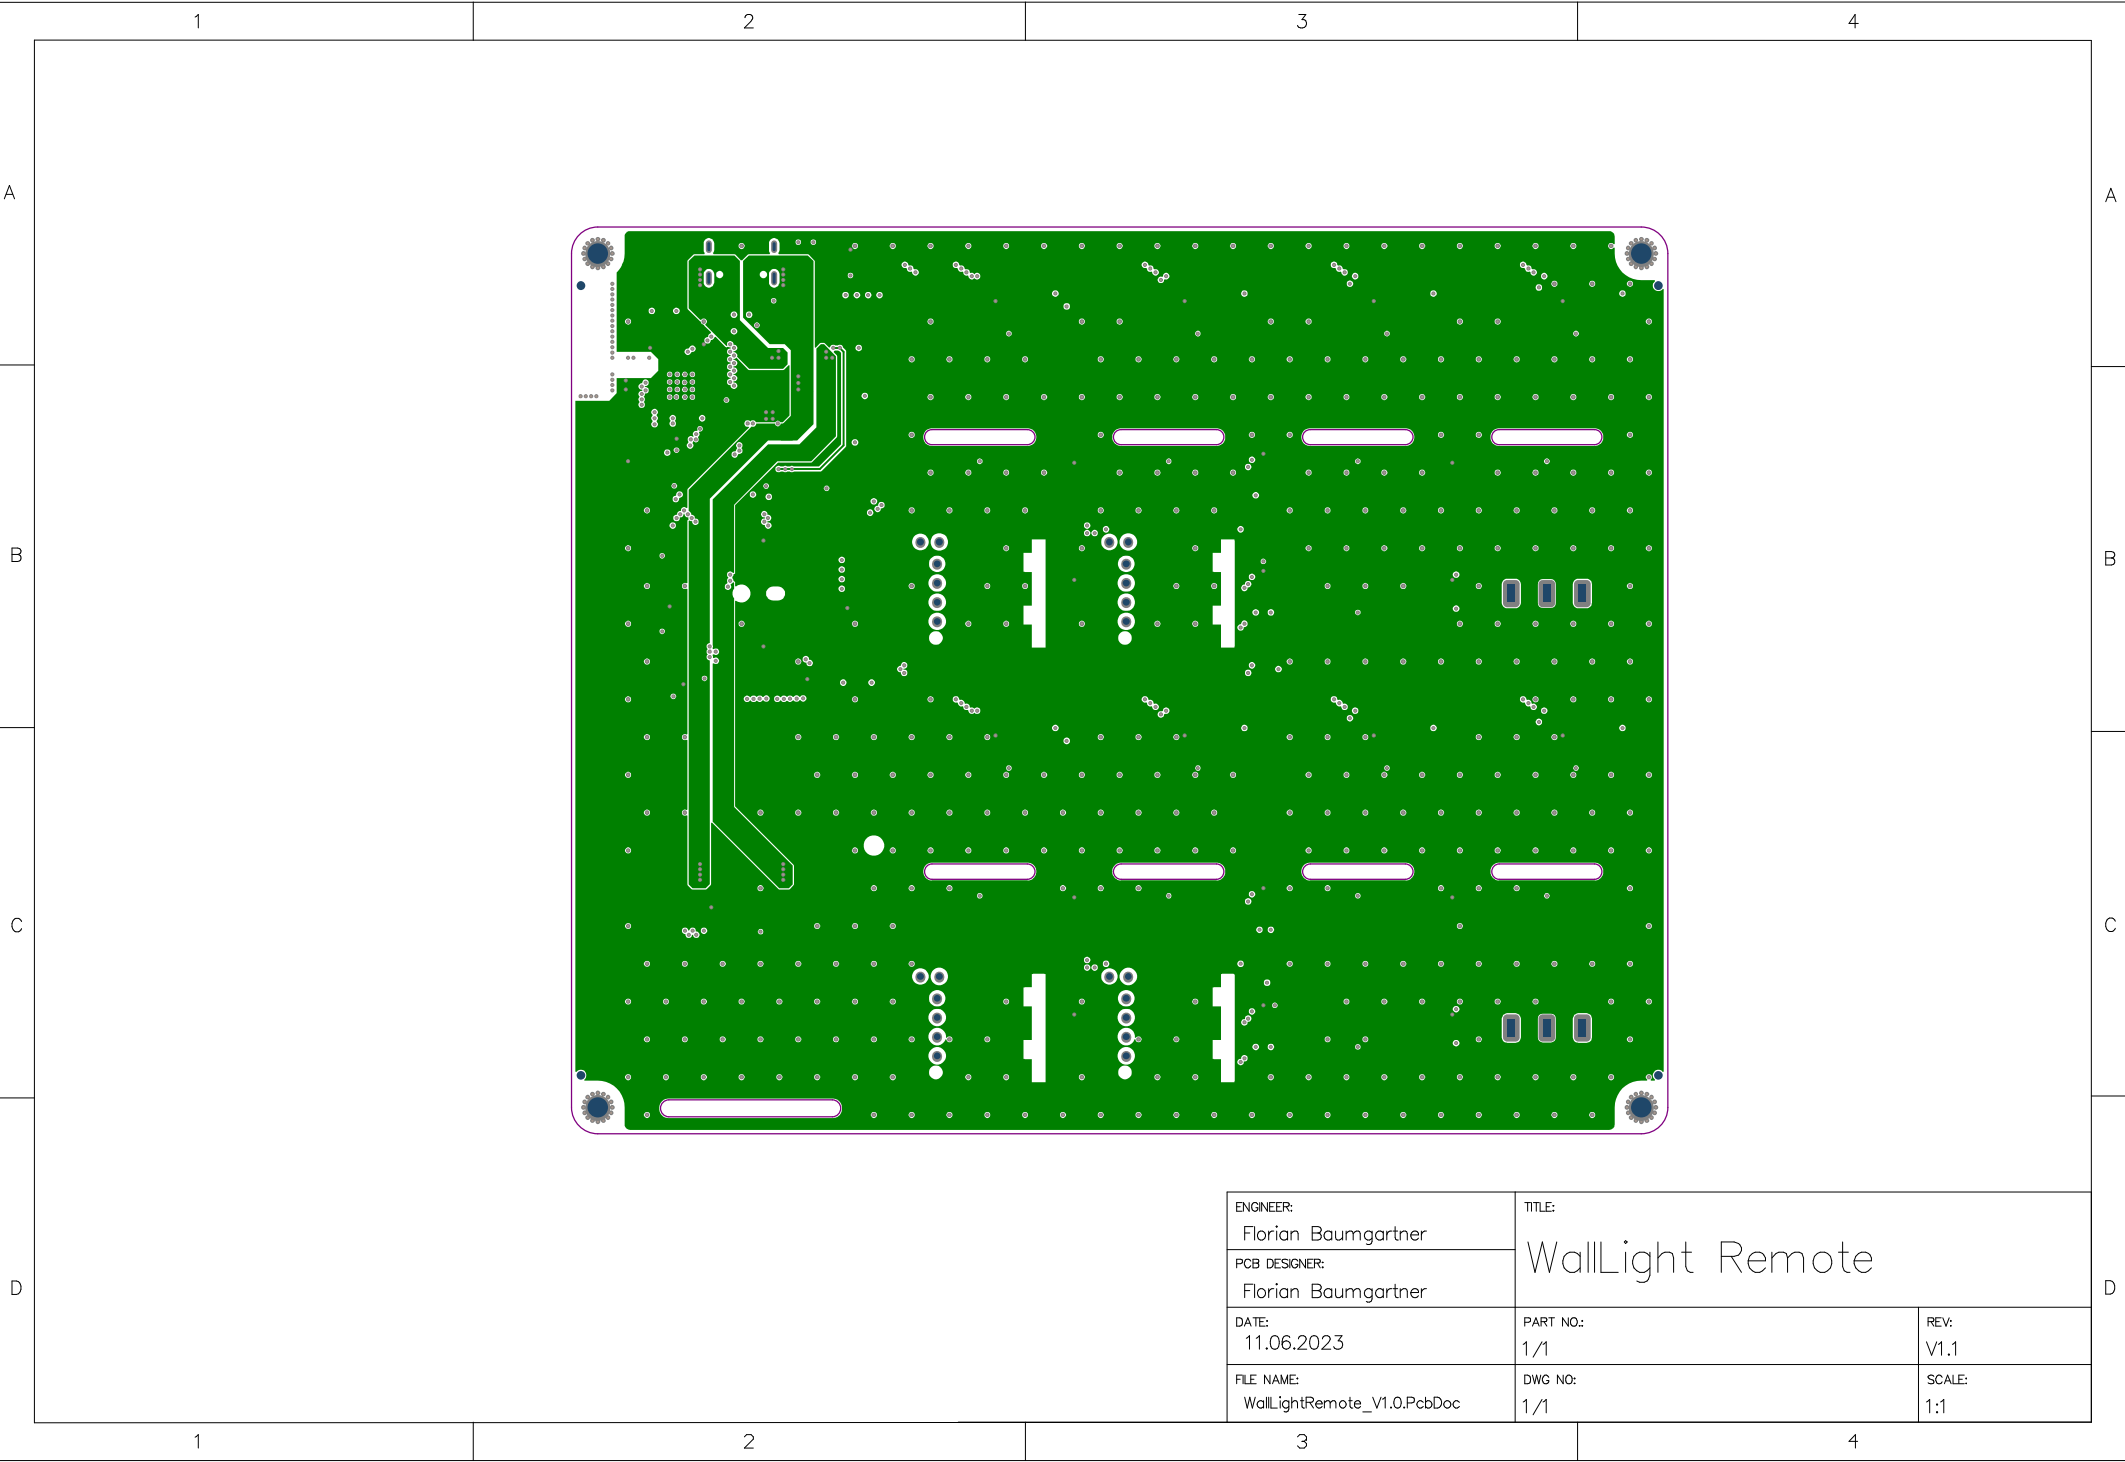 1 2 3 4
A A
B B
C C
D D
ENGINEER:
Florian Baumgartner
TITLE:
WallLight Remote
PCB DESIGNER:
Florian Baumgartner
DATE:
11.06.2023
PART NO.:
1/1
REV:
V1.1
FILE NAME:
WallLightRemote_V1.0.PcbDoc
DWG NO:
1/1
SCALE:
1:1
1 2 3 4